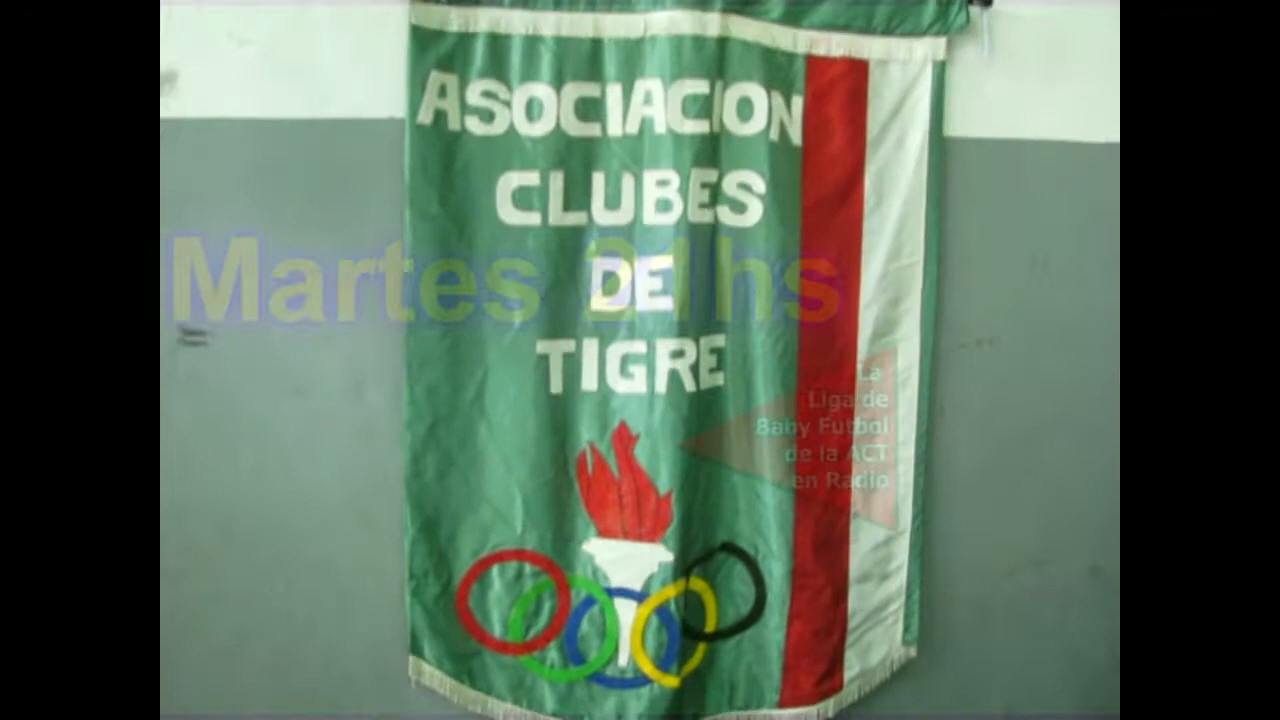 ASOCIACION
CLUBES
DE
TIGRE
Martes 21hs
La
Liga de
Baby Futbol
de la ACT
en Radio